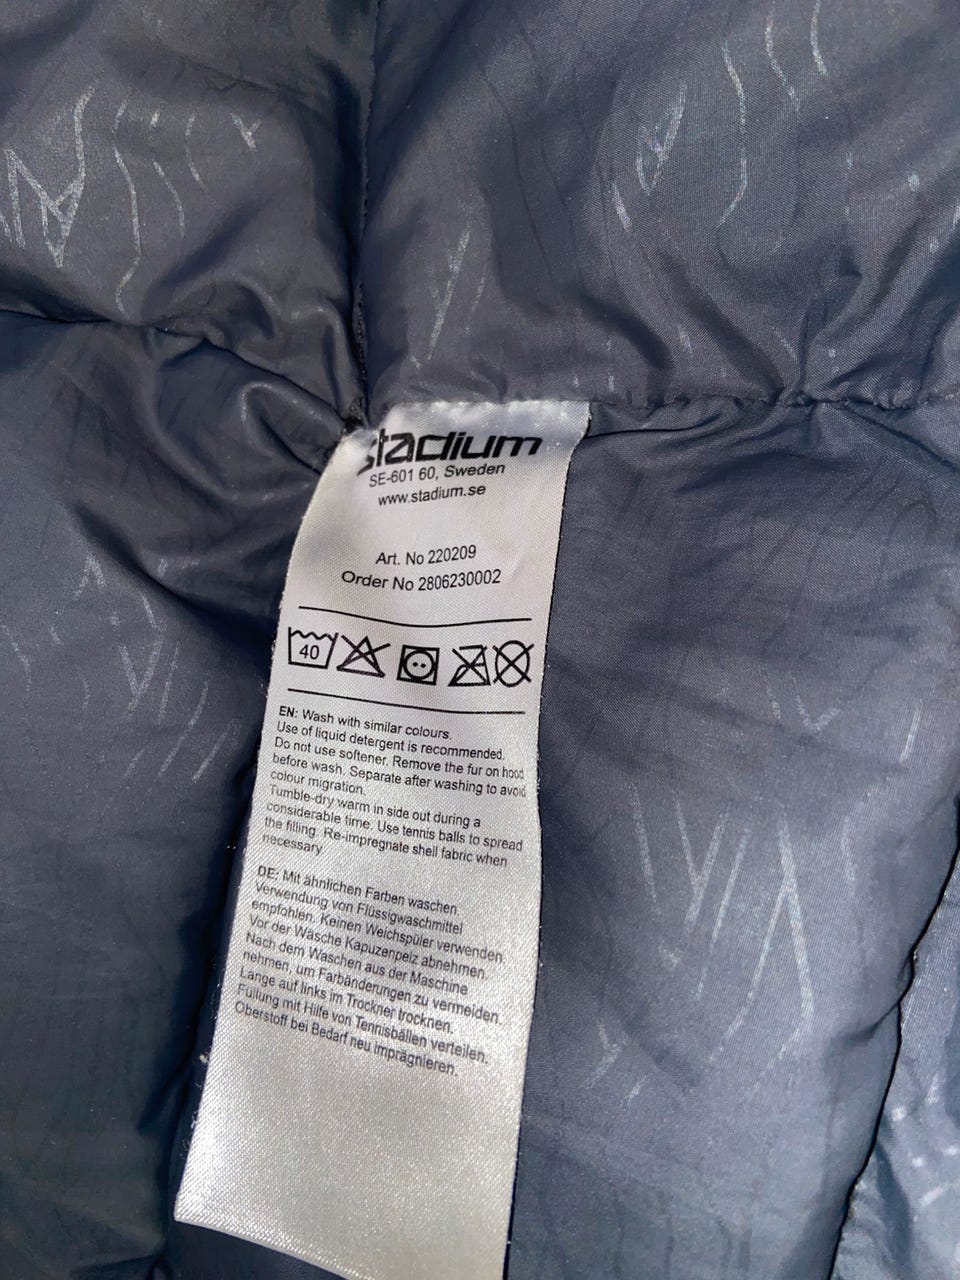 stadium
SE-601 60, Sweden
www.stadium.se
Art. No 220209
Order No 2806230002
40
EN: Wash with similar colours.
Use of liquid detergent is recommended.
Do not use softener. Remove the fur on hood
before wash. Separate after washing to avoid
colour migration.
Tumble-dry warm in side out during a
considerable time. Use tennis balls to spread
the filling. Re-impregnate shell fabric when
necessary.
DE: Mit ähnlichen Farben waschen.
Verwendung von Flüssigwaschmittel
empfohlen. Keinen Weichspüler verwenden.
Vor der Wäsche Kapuzenpelz abnehmen.
Nach dem Waschen aus der Maschine
nehmen, um Farbänderungen zu vermeiden.
Lange auf links im Trockner trocknen.
Füllung mit Hilfe von Tennisbällen verteilen.
Oberstoff bei Bedarf neu imprägnieren.